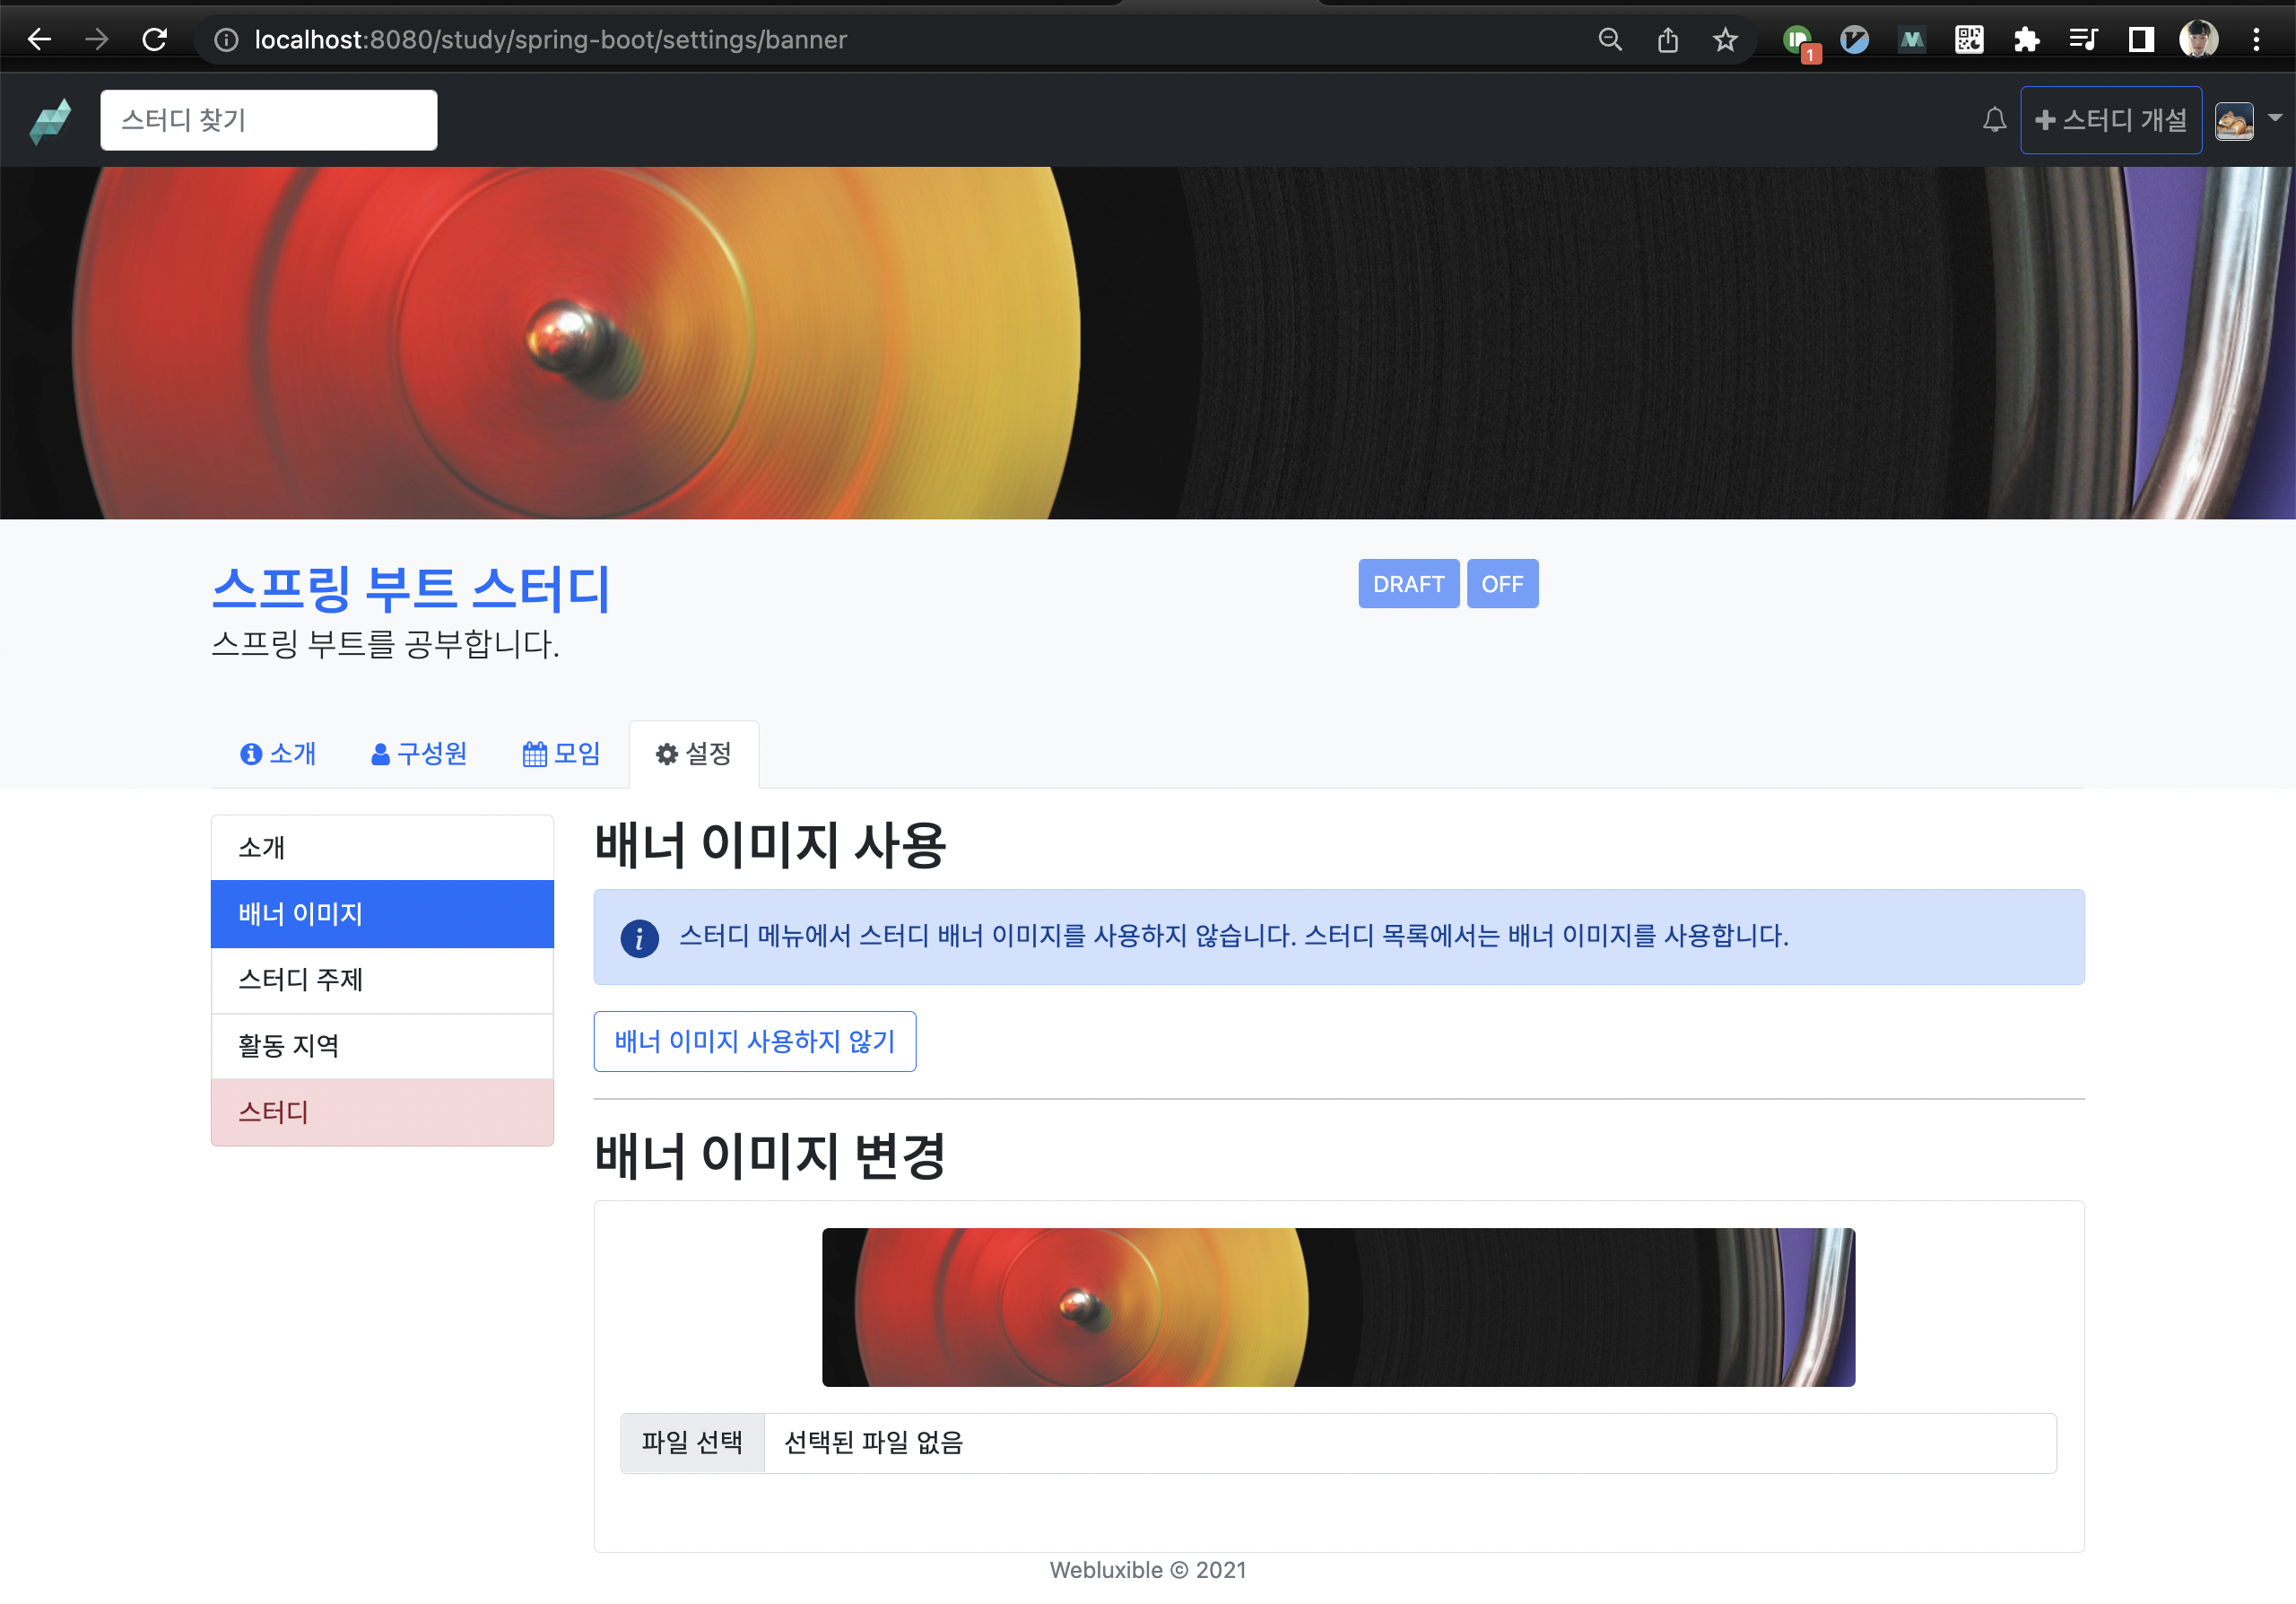 localhost:8080/study/spring-boot/settings/banner
1
스터디 찾기
스터디 개설
스프링 부트 스터디
DRAFT OFF
스프링 부트를 공부합니다.
소개 구성원 모임 설정
소개
배너 이미지
스터디 주제
활동 지역
스터디
배너 이미지 사용
스터디 메뉴에서 스터디 배너 이미지를 사용하지 않습니다. 스터디 목록에서는 배너 이미지를 사용합니다.
배너 이미지 사용하지 않기
배너 이미지 변경
파일 선택 선택된 파일 없음
Webluxible © 2021